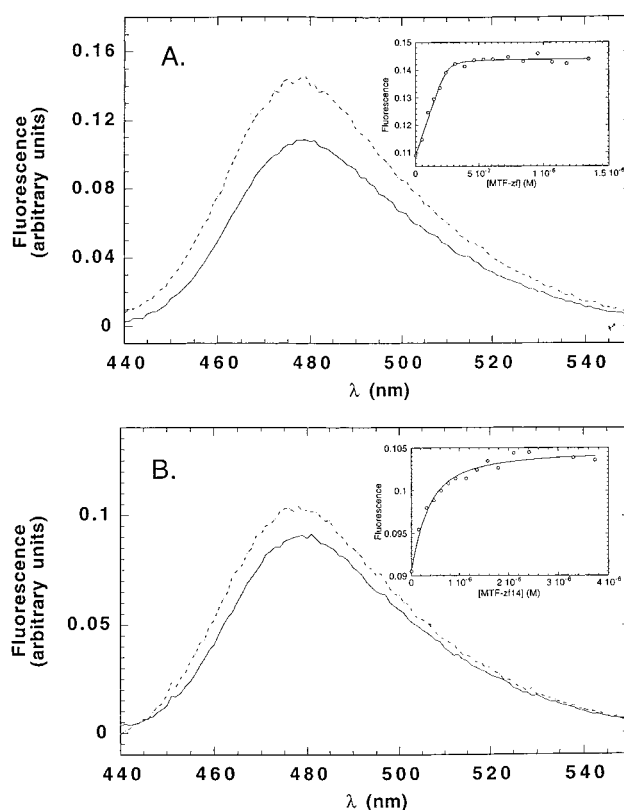 A.
0.16
0.12
0.08
0.04
0
Fluorescence
(arbitrary units)
440 460 480 500 520 540
λ (nm)
0.15
0.14
0.13
0.12
0.11
Fluorescence
0 5 10⁻⁷ 1 10⁻⁶ 1.5 10⁻⁶
[MTF-zf] (M)
B.
0.1
0.05
0
Fluorescence
(arbitrary units)
440 460 480 500 520 540
λ (nm)
0.105
0.1
0.095
0.09
Fluorescence
0 1 10⁻⁶ 2 10⁻⁶ 3 10⁻⁶ 4 10⁻⁶
[MTF-zf14] (M)